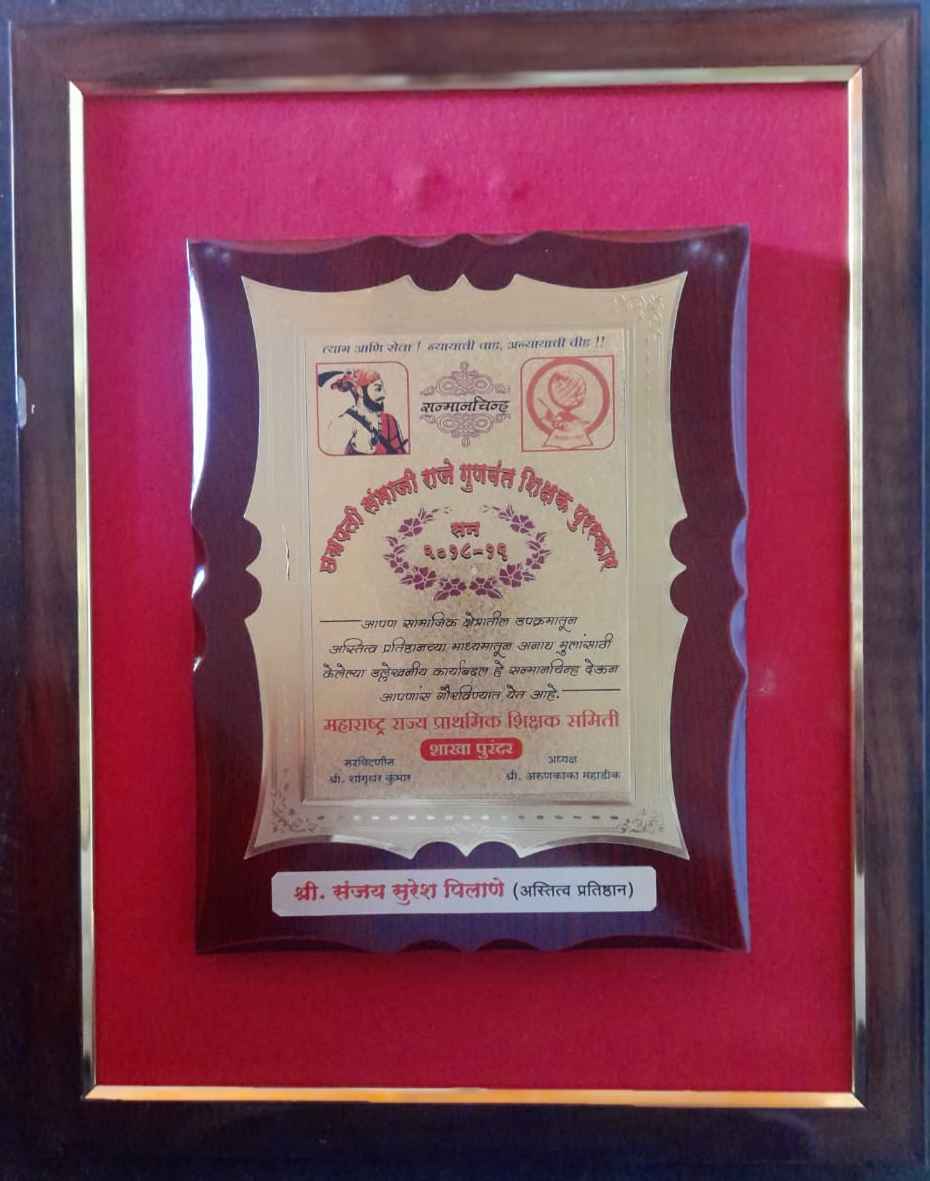 त्याग आणि सेवा ! न्यायाची चाड, अन्यायाची चीड !!
सन्मानचिन्ह
छत्रपती संभाजी राजे गुणवंत शिक्षक पुरस्कार
सन
२०१८-१९
आपण सामाजिक क्षेत्रातील उपक्रमातून
अस्तित्व प्रतिष्ठानच्या माध्यमातून अनाथ मुलांसाठी
केलेल्या उल्लेखनीय कार्याबद्दल हे सन्मानचिन्ह देऊन
आपणांस गौरविण्यात येत आहे.
महाराष्ट्र राज्य प्राथमिक शिक्षक समिती
शाखा पुरंदर
सरचिटणीस
श्री. कुमार
अध्यक्ष
श्री. अरुणकाका महाडीक
श्री. संजय सुरेश पिलाणे (अस्तित्व प्रतिष्ठान)